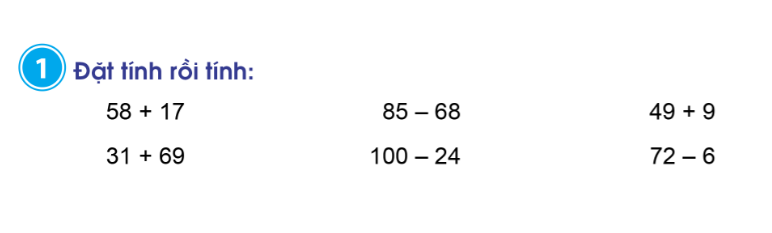 1 Đặt tính rồi tính:
58 + 17 85 – 68 49 + 9
31 + 69 100 – 24 72 – 6